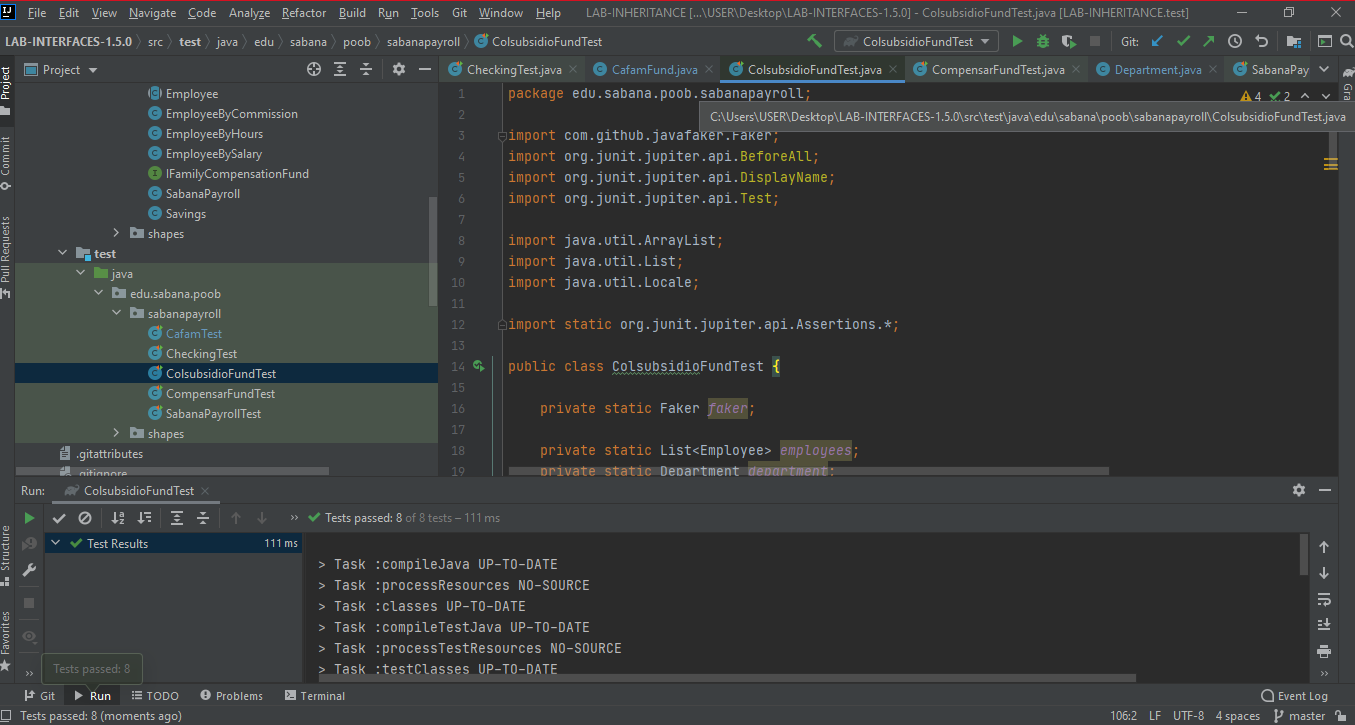 File Edit View Navigate Code Analyze Refactor Build Run Tools Git Window Help LAB-INHERITANCE [...\USER\Desktop\LAB-INTERFACES-1.5.0] - ColsubsidioFundTest.java [LAB-INHERITANCE.test]
LAB-INTERFACES-1.5.0 src test java edu sabana poob sabanapayroll ColsubsidioFundTest ColsubsidioFundTest Git:
Project CheckingTest.java CafamFund.java ColsubsidioFundTest.java CompensarFundTest.java Department.java SabanaPay
Project
Commit
Pull Requests
Structure
Favorites
Gra
Employee
EmployeeByCommission
EmployeeByHours
EmployeeBySalary
IFamilyCompensationFund
SabanaPayroll
Savings
shapes
test
java
edu.sabana.poob
sabanapayroll
CafamTest
CheckingTest
ColsubsidioFundTest
CompensarFundTest
SabanaPayrollTest
shapes
.gitattributes
.gitignore
1 package edu.sabana.poob.sabanapayroll; 4 2
2
C:\Users\USER\Desktop\LAB-INTERFACES-1.5.0\src\test\java\edu\sabana\poob\sabanapayroll\ColsubsidioFundTest.java
3 import com.github.javafaker.Faker;
4 import org.junit.jupiter.api.BeforeAll;
5 import org.junit.jupiter.api.DisplayName;
6 import org.junit.jupiter.api.Test;
7
8 import java.util.ArrayList;
9 import java.util.List;
10 import java.util.Locale;
11
12 import static org.junit.jupiter.api.Assertions.*;
13
14 public class ColsubsidioFundTest {
15
16 private static Faker faker;
17
18 private static List<Employee> employees;
19 private static Department department;
Run: ColsubsidioFundTest
Tests passed: 8 of 8 tests – 111 ms
Test Results 111 ms
> Task :compileJava UP-TO-DATE
> Task :processResources NO-SOURCE
> Task :classes UP-TO-DATE
> Task :compileTestJava UP-TO-DATE
> Task :processTestResources NO-SOURCE
> Task :testClasses UP-TO-DATE
Tests passed: 8
Git Run TODO Problems Terminal Event Log
Tests passed: 8 (moments ago) 106:2 LF UTF-8 4 spaces master